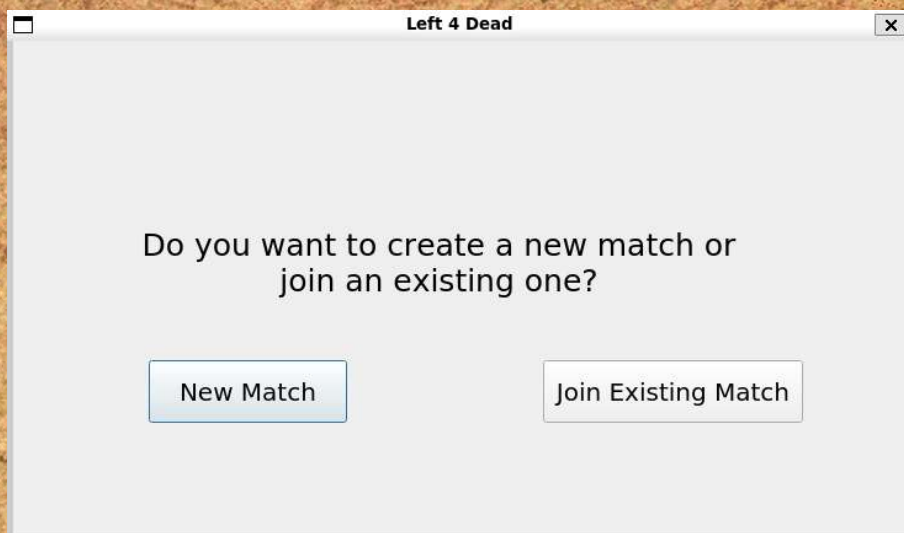 Left 4 Dead
Do you want to create a new match or
join an existing one?
New Match
Join Existing Match